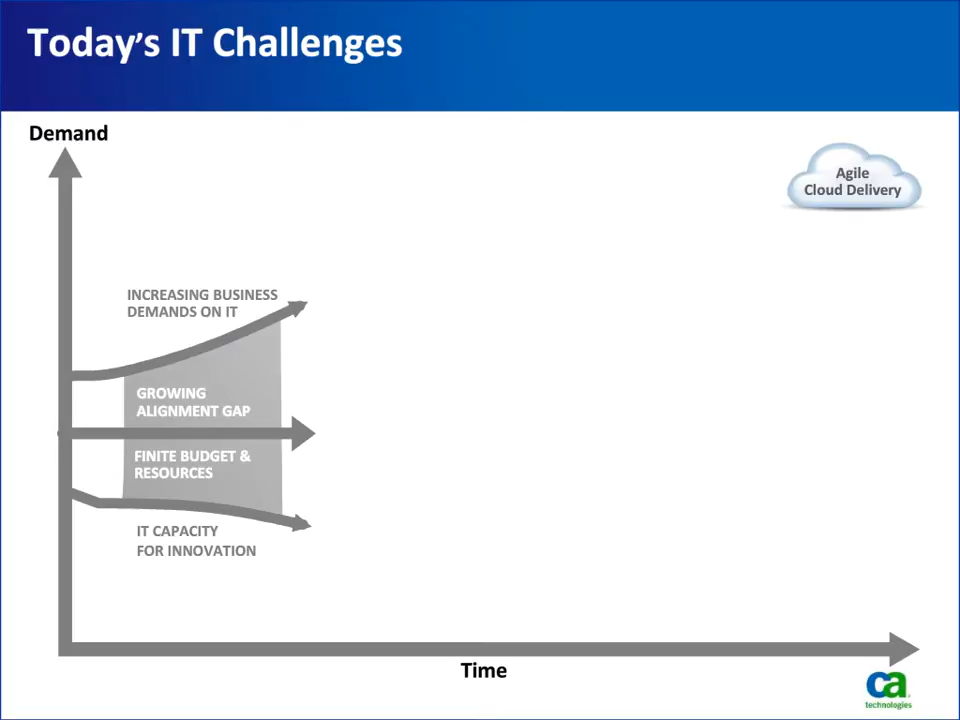 Today’s IT Challenges
Demand
Agile
Cloud Delivery
INCREASING BUSINESS
DEMANDS ON IT
GROWING
ALIGNMENT GAP
FINITE BUDGET &
RESOURCES
IT CAPACITY
FOR INNOVATION
Time
ca
technologies